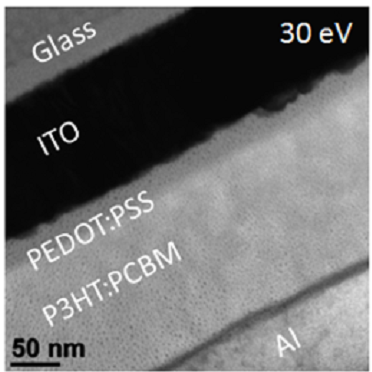 Glass
30 eV
ITO
PEDOT:PSS
P3HT:PCBM
Al
50 nm